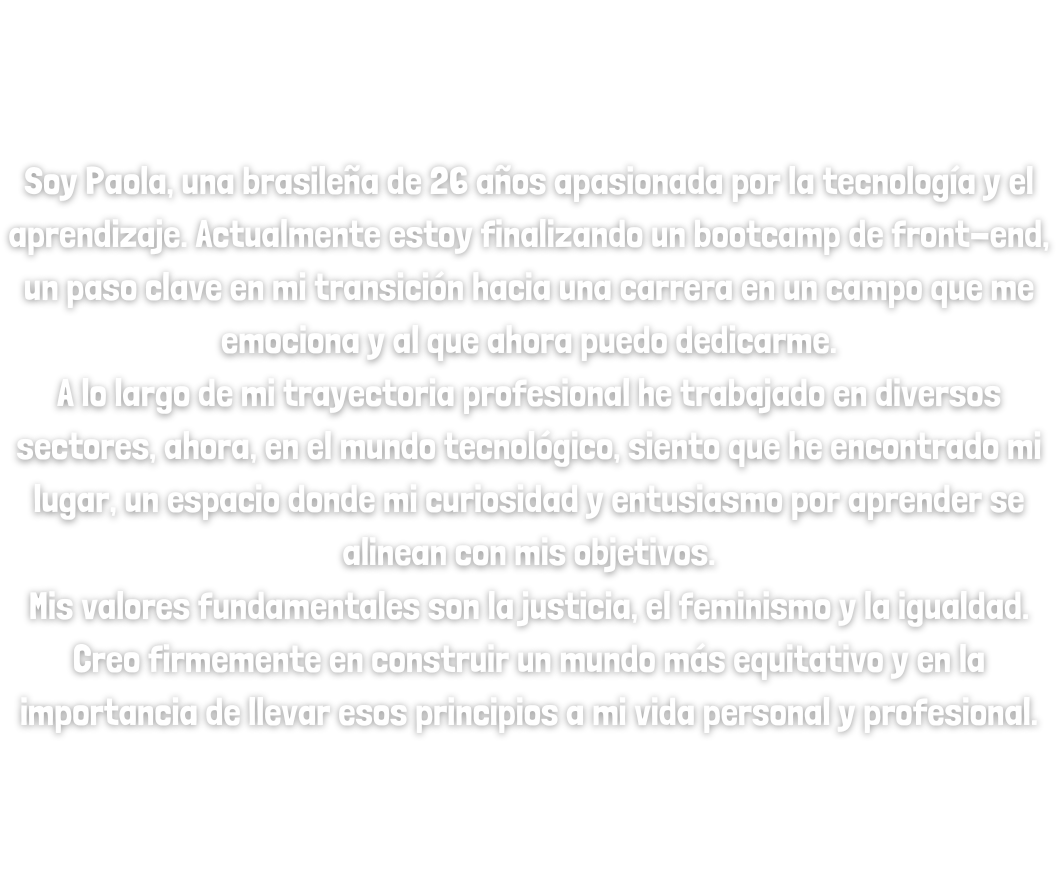 Soy Paola, una brasileña de 26 años apasionada por la tecnología y el
aprendizaje. Actualmente estoy finalizando un bootcamp de front-end,
un paso clave en mi transición hacia una carrera en un campo que me
emociona y al que ahora puedo dedicarme.
A lo largo de mi trayectoria profesional he trabajado en diversos
sectores, ahora, en el mundo tecnológico, siento que he encontrado mi
lugar, un espacio donde mi curiosidad y entusiasmo por aprender se
alinean con mis objetivos.
Mis valores fundamentales son la justicia, el feminismo y la igualdad.
Creo firmemente en construir un mundo más equitativo y en la
importancia de llevar esos principios a mi vida personal y profesional.